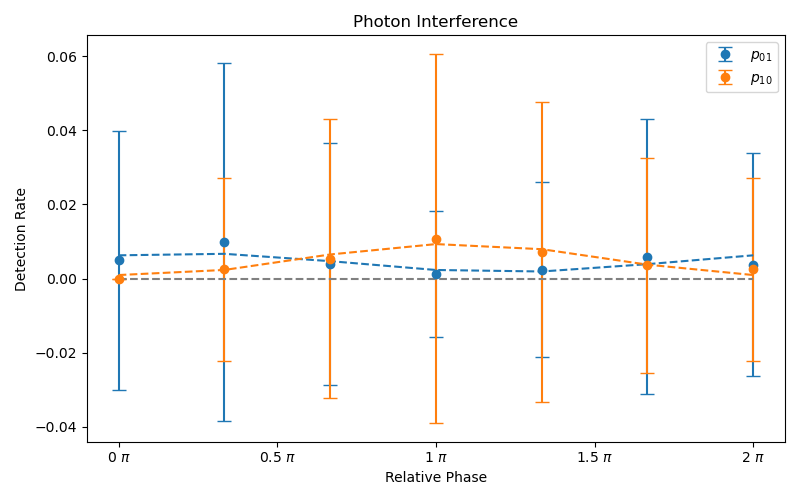 Photon Interference
p01
p10
0.06
0.04
0.02
0.00
−0.02
−0.04
Detection Rate
0 π
0.5 π
1 π
1.5 π
2 π
Relative Phase